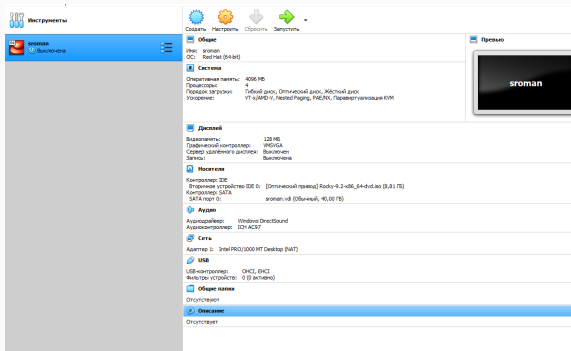 Инструменты
Создать Настроить Сбросить Запустить
sroman
Выключена
Общие
Имя: sroman
ОС: Red Hat (64-bit)
Превью
sroman
Система
Оперативная память: 4096 МБ
Процессоры: 4
Порядок загрузки: Гибкий диск, Оптический диск, Жёсткий диск
Ускорение: VT-x/AMD-V, Nested Paging, PAE/NX, Паравиртуализация KVM
Дисплей
Видеопамять: 128 МБ
Графический контроллер: VMSVGA
Сервер удалённого дисплея: Выключен
Запись: Выключена
Носители
Контроллер: IDE
Вторичное устройство IDE 0: [Оптический привод] Rocky-9.2-x86_64-dvd.iso (8,81 ГБ)
Контроллер: SATA
SATA порт 0: sroman.vdi (Обычный, 40,00 ГБ)
Аудио
Аудиодрайвер: Windows DirectSound
Аудиоконтроллер: ICH AC97
Сеть
Адаптер 1: Intel PRO/1000 MT Desktop (NAT)
USB
USB-контроллер: OHCI, EHCI
Фильтры устройств: 0 (0 активно)
Общие папки
Отсутствуют
Описание
Отсутствует